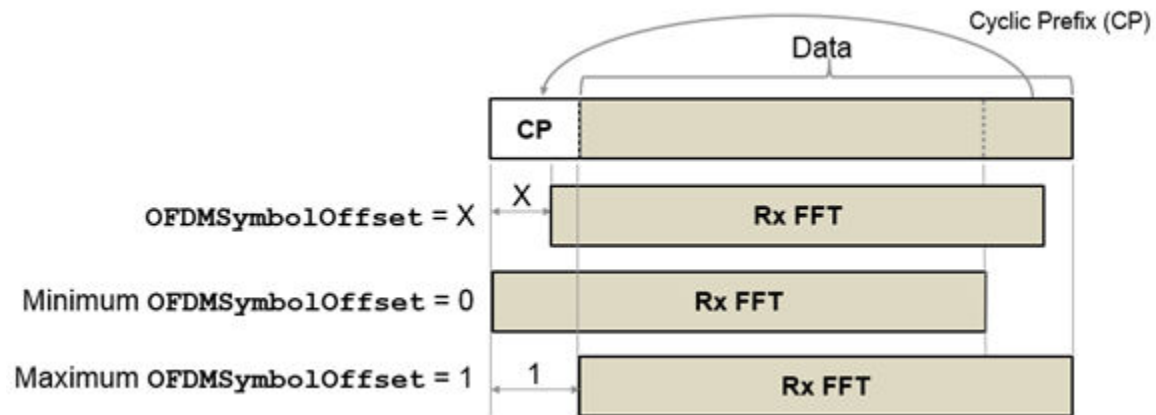 Cyclic Prefix (CP)
Data
CP
X
OFDMSymbolOffset = X
Rx FFT
Minimum OFDMSymbolOffset = 0
Rx FFT
Maximum OFDMSymbolOffset = 1
1
Rx FFT